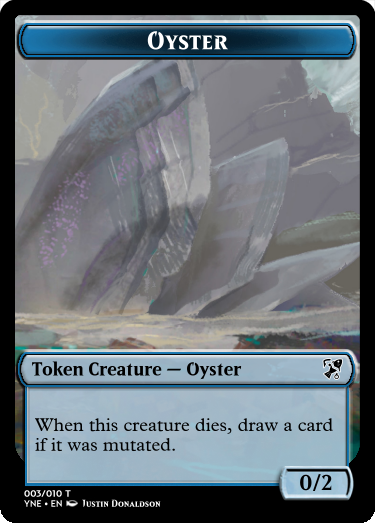 Oyster
Token Creature — Oyster
When this creature dies, draw a card
if it was mutated.
0/2
003/010 T
YNE • EN Justin Donaldson